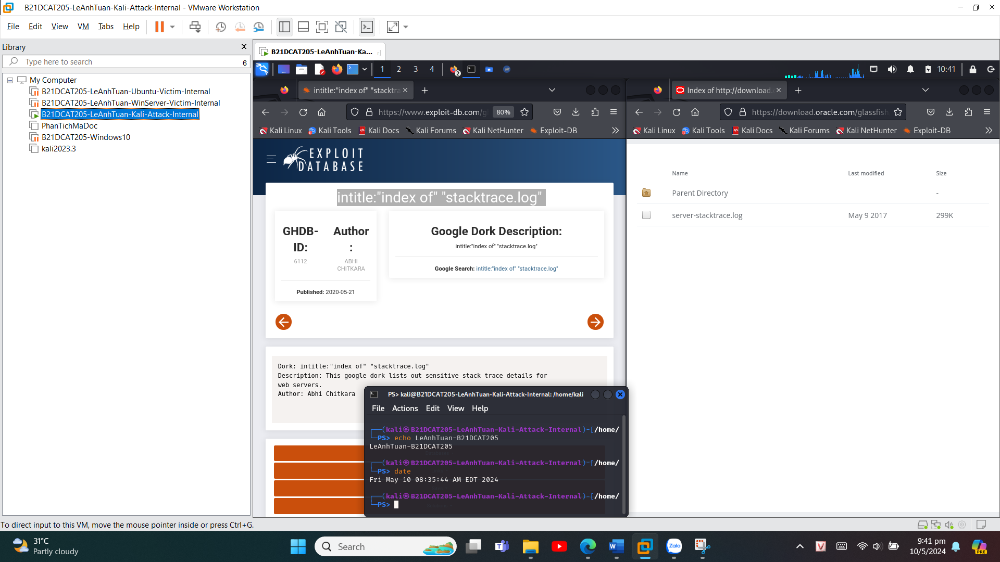 B21DCAT205-LeAnhTuan-Kali-Attack-Internal - VMware Workstation
File Edit View VM Tabs Help
Library
Type here to search
6
My Computer
B21DCAT205-LeAnhTuan-Ubuntu-Victim-Internal
B21DCAT205-LeAnhTuan-WinServer-Victim-Internal
B21DCAT205-LeAnhTuan-Kali-Attack-Internal
PhanTichMaDoc
B21DCAT205-Windows10
kali2023.3
B21DCAT205-LeAnhTuan-Ka...
1 2 3 4
2
10:41
intitle:"index of" "stacktra
https://www.exploit-db.com/g
80%
Kali Linux Kali Tools Kali Docs Kali Forums Kali NetHunter Exploit-DB
EXPLOIT
DATABASE
intitle:"index of" "stacktrace.log"
GHDB-
ID:
6112
Author
:
ABHI
CHITKARA
Published: 2020-05-21
Google Dork Description:
intitle:"index of" "stacktrace.log"
Google Search: intitle:"index of" "stacktrace.log"
Dork: intitle:"index of" "stacktrace.log"
Description: This google dork lists out sensitive stack trace details for
web servers.
Author: Abhi Chitkara
Index of http://download.
https://download.oracle.com/glassfish
Kali Linux Kali Tools Kali Docs Kali Forums Kali NetHunter Exploit-DB
Name Last modified Size
Parent Directory -
server-stacktrace.log May 9 2017 299K
PS> kali@B21DCAT205-LeAnhTuan-Kali-Attack-Internal: /home/kali
File Actions Edit View Help
┌──(kali㉿B21DCAT205-LeAnhTuan-Kali-Attack-Internal)-[/home/
└─PS> echo LeAnhTuan-B21DCAT205
LeAnhTuan-B21DCAT205
┌──(kali㉿B21DCAT205-LeAnhTuan-Kali-Attack-Internal)-[/home/
└─PS> date
Fri May 10 08:35:44 AM EDT 2024
┌──(kali㉿B21DCAT205-LeAnhTuan-Kali-Attack-Internal)-[/home/
└─PS>
To direct input to this VM, move the mouse pointer inside or press Ctrl+G.
31°C
Partly cloudy
Search
Zalo
9:41 pm
10/5/2024
PRE